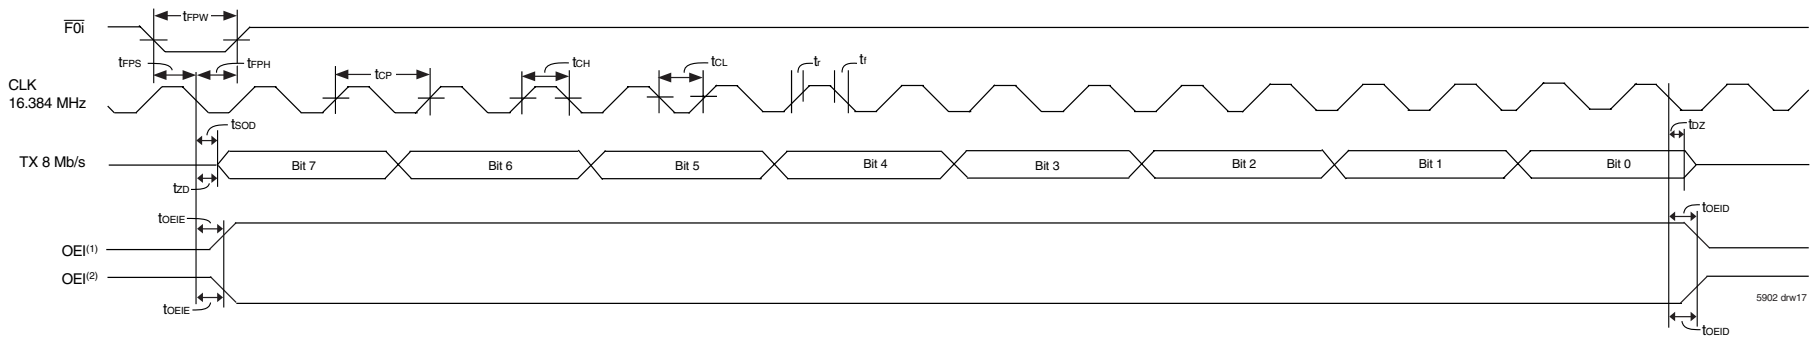 F0i
tFPW
tFPS
tFPH
CLK
16.384 MHz
tCP
tCH
tCL
tr
tf
tSOD
tDZ
TX 8 Mb/s
Bit 7
Bit 6
Bit 5
Bit 4
Bit 3
Bit 2
Bit 1
Bit 0
tZD
tOEIE
tOEID
OEI(1)
OEI(2)
tOEIE
5902 drw17
tOEID